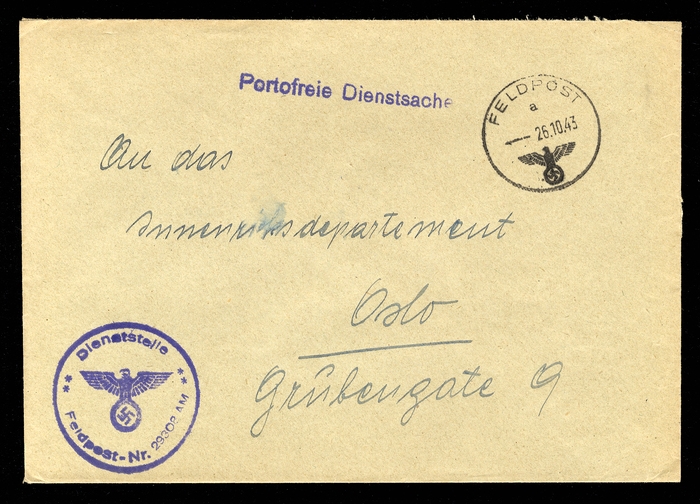 Portofreie Dienstsache
FELDPOST
a
26.10.43
An das
Innenriksdepartement
Oslo
Grubengate 9
Dienststelle
Feldpost-Nr. 29308 AM